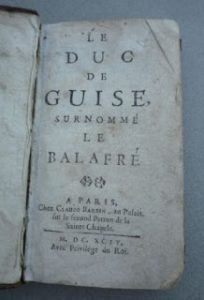 LE
DUC
DE
GUISE,
SURNOMMÉ
LE
BALAFRÉ
A PARIS,
Chez CLAUDE BARBIN, au Palais,
sur le second Perron de la
Sainte Chapele.
M. DC. XCIV.
Avec Privilege du Roi.